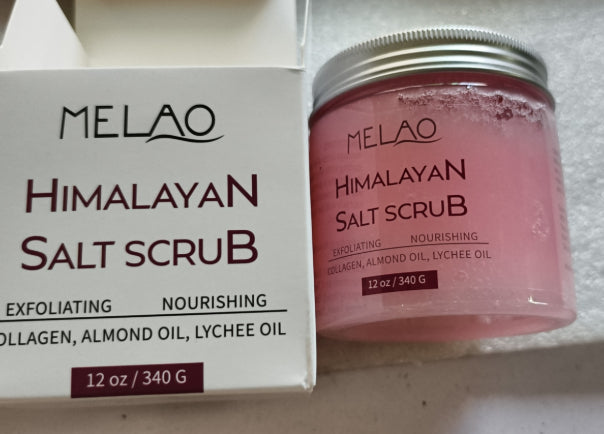 MELAO
HIMALAYAN
SALT SCRUB
EXFOLIATING NOURISHING
OLLAGEN, ALMOND OIL, LYCHEE OIL
12 oz / 340 G
MELAO
HIMALAYAN
SALT SCRUB
EXFOLIATING NOURISHING
COLLAGEN, ALMOND OIL, LYCHEE OIL
12 oz / 340 G